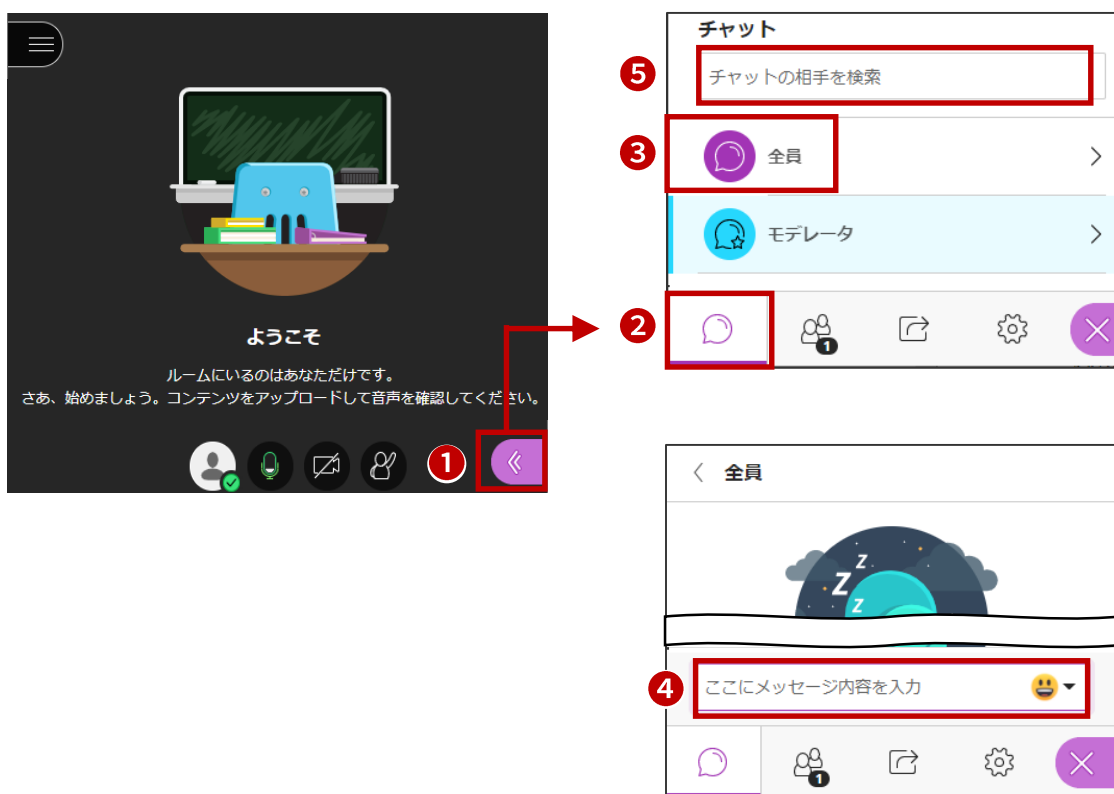 ようこそ
ルームにいるのはあなただけです。
さあ、始めましょう。コンテンツをアップロードして音声を確認してください。
1
チャット
5
チャットの相手を検索
3
全員
モデレータ
2
1
全員
Z
Z
Z
4
ここにメッセージ内容を入力
1